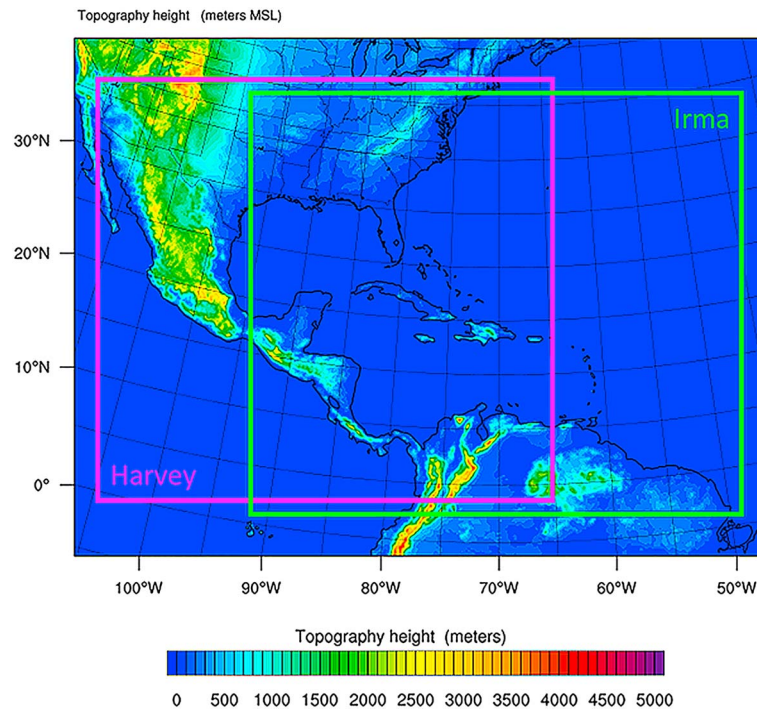 Topography height (meters MSL)
Irma
30°N
20°N
10°N
0°
Harvey
100°W 90°W 80°W 70°W 60°W 50°W
Topography height (meters)
0 500 1000 1500 2000 2500 3000 3500 4000 4500 5000